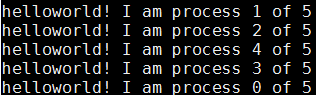 helloworld! I am process 1 of 5
helloworld! I am process 2 of 5
helloworld! I am process 4 of 5
helloworld! I am process 3 of 5
helloworld! I am process 0 of 5